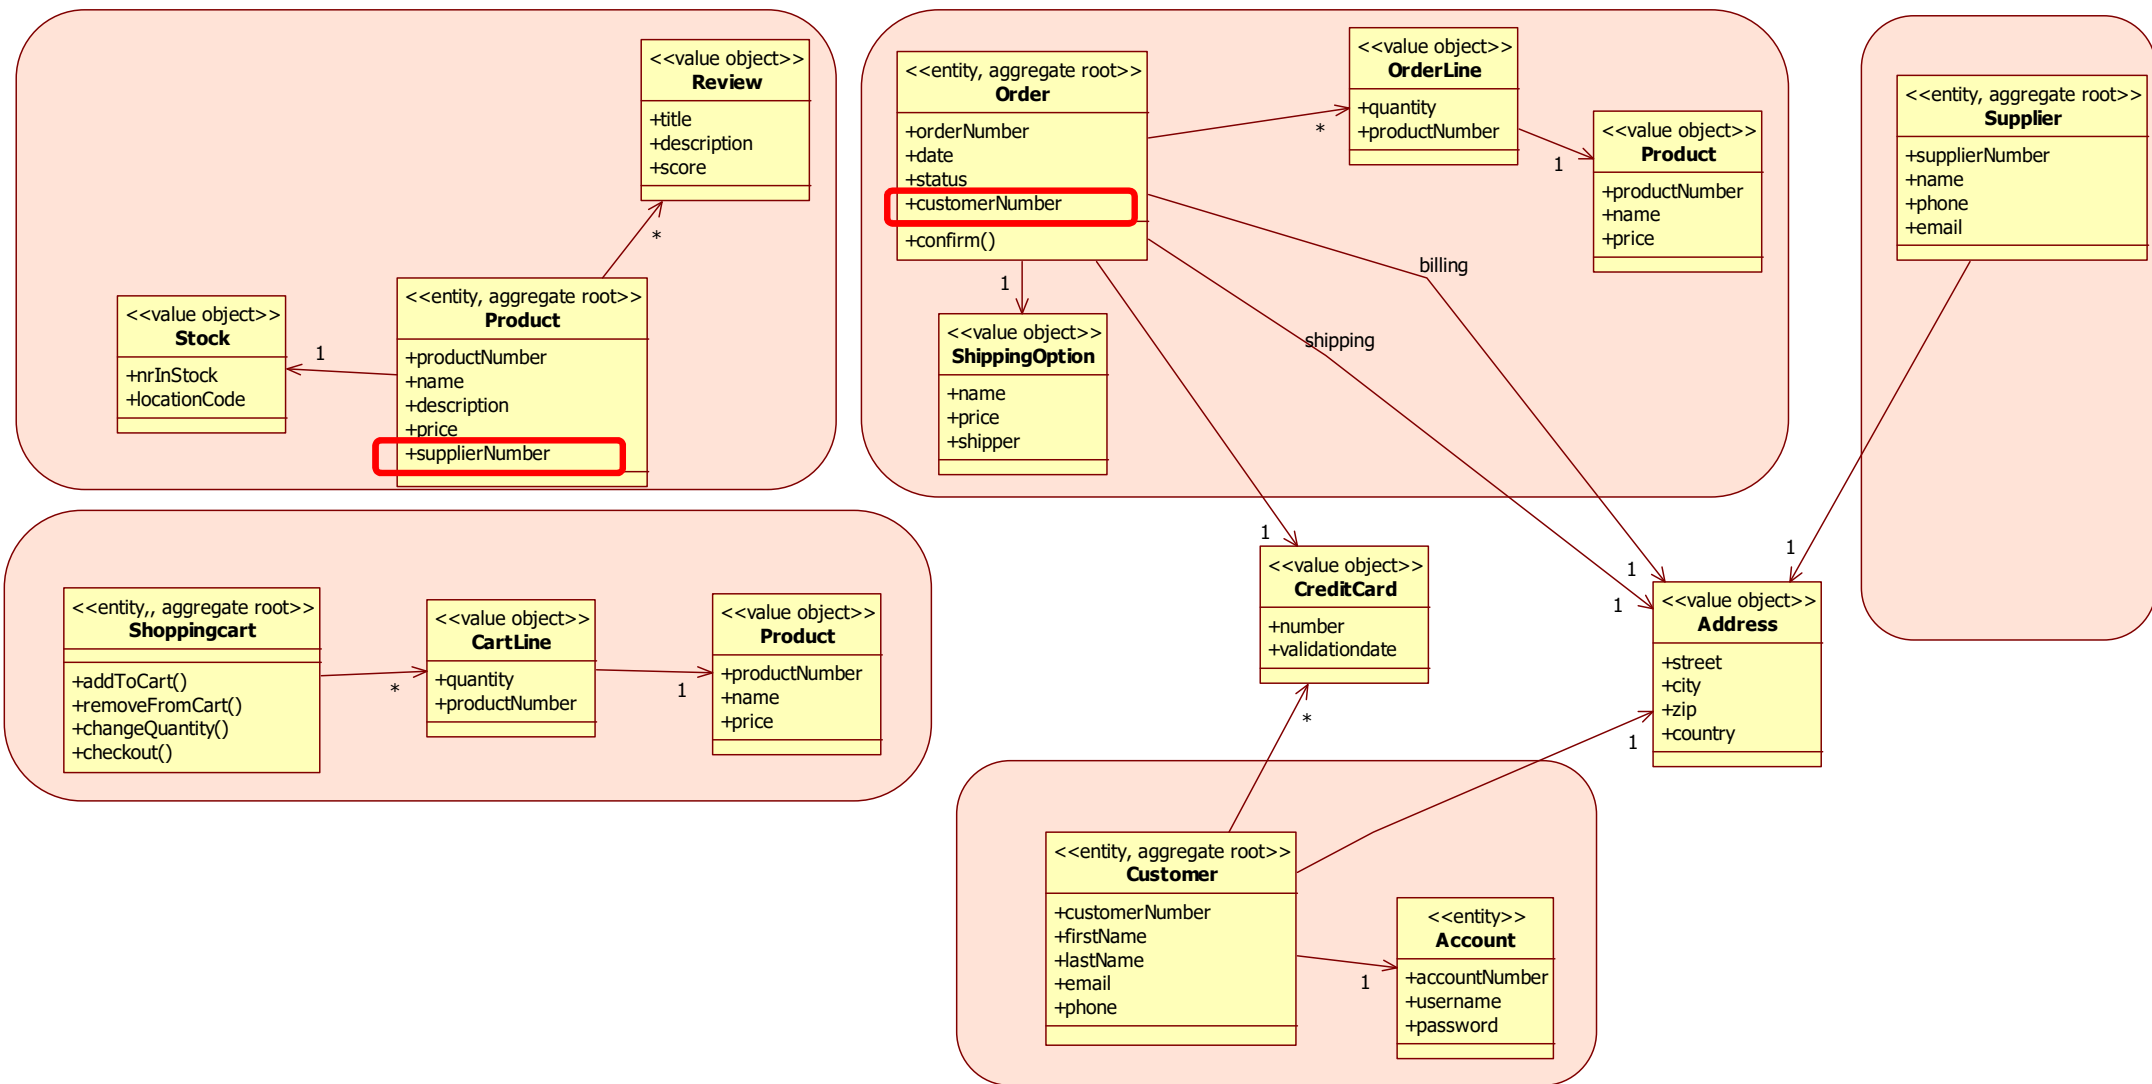 <<value object>>
Review
+title
+description
+score
*
<<value object>>
Stock
+nrInStock
+locationCode
1
<<entity, aggregate root>>
Product
+productNumber
+name
+description
+price
+supplierNumber
<<entity, aggregate root>>
Order
+orderNumber
+date
+status
+customerNumber
+confirm()
*
<<value object>>
OrderLine
+quantity
+productNumber
1
<<value object>>
Product
+productNumber
+name
+price
1
<<value object>>
ShippingOption
+name
+price
+shipper
billing
shipping
<<entity, aggregate root>>
Supplier
+supplierNumber
+name
+phone
+email
<<entity,, aggregate root>>
Shoppingcart
+addToCart()
+removeFromCart()
+changeQuantity()
+checkout()
*
<<value object>>
CartLine
+quantity
+productNumber
1
<<value object>>
Product
+productNumber
+name
+price
1
<<value object>>
CreditCard
+number
+validationdate
*
1
1
1
<<value object>>
Address
+street
+city
+zip
+country
1
<<entity, aggregate root>>
Customer
+customerNumber
+firstName
+lastName
+email
+phone
1
<<entity>>
Account
+accountNumber
+username
+password